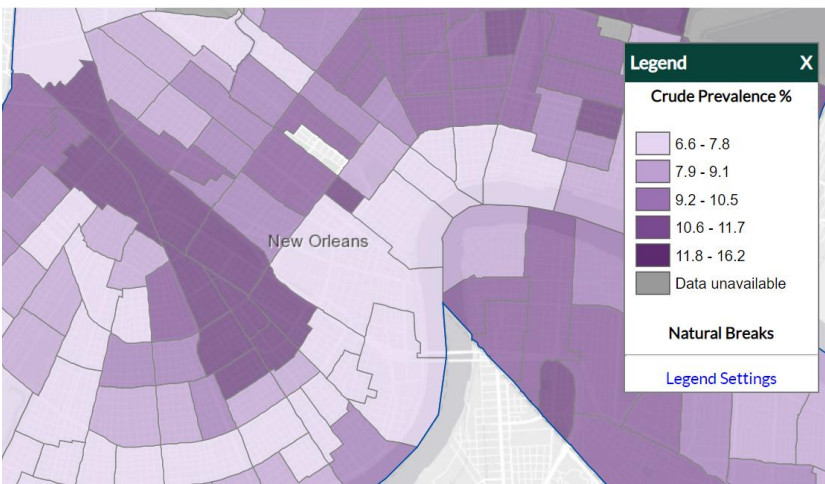 Legend X
Crude Prevalence %
6.6 - 7.8
7.9 - 9.1
9.2 - 10.5
10.6 - 11.7
11.8 - 16.2
Data unavailable
Natural Breaks
Legend Settings
New Orleans